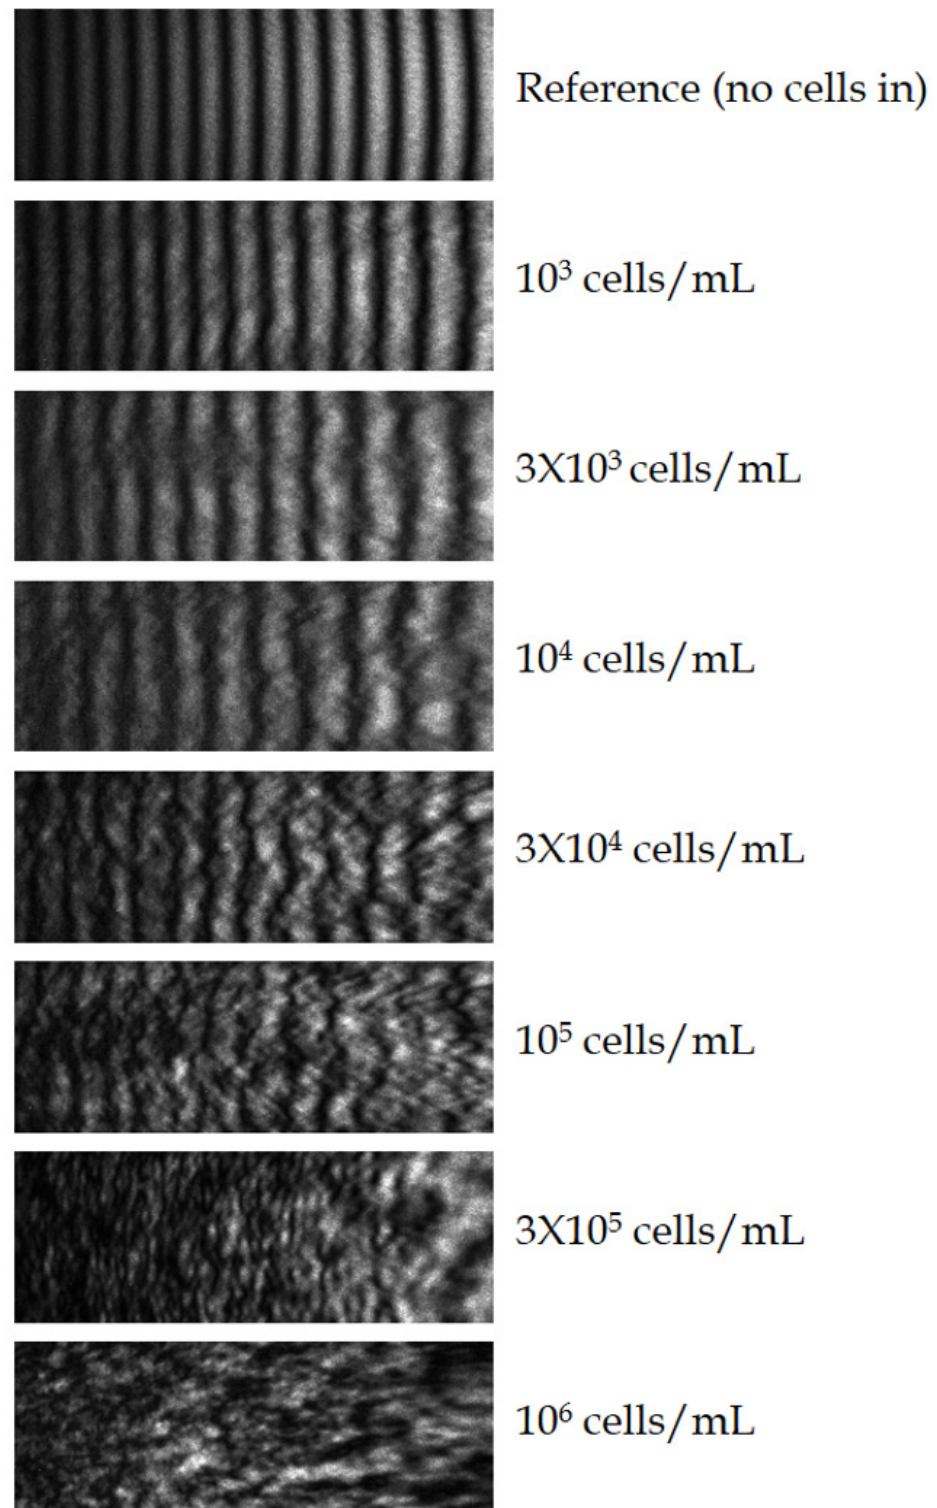 Reference (no cells in)
10³ cells/mL
3X10³ cells/mL
10⁴ cells/mL
3X10⁴ cells/mL
10⁵ cells/mL
3X10⁵ cells/mL
10⁶ cells/mL